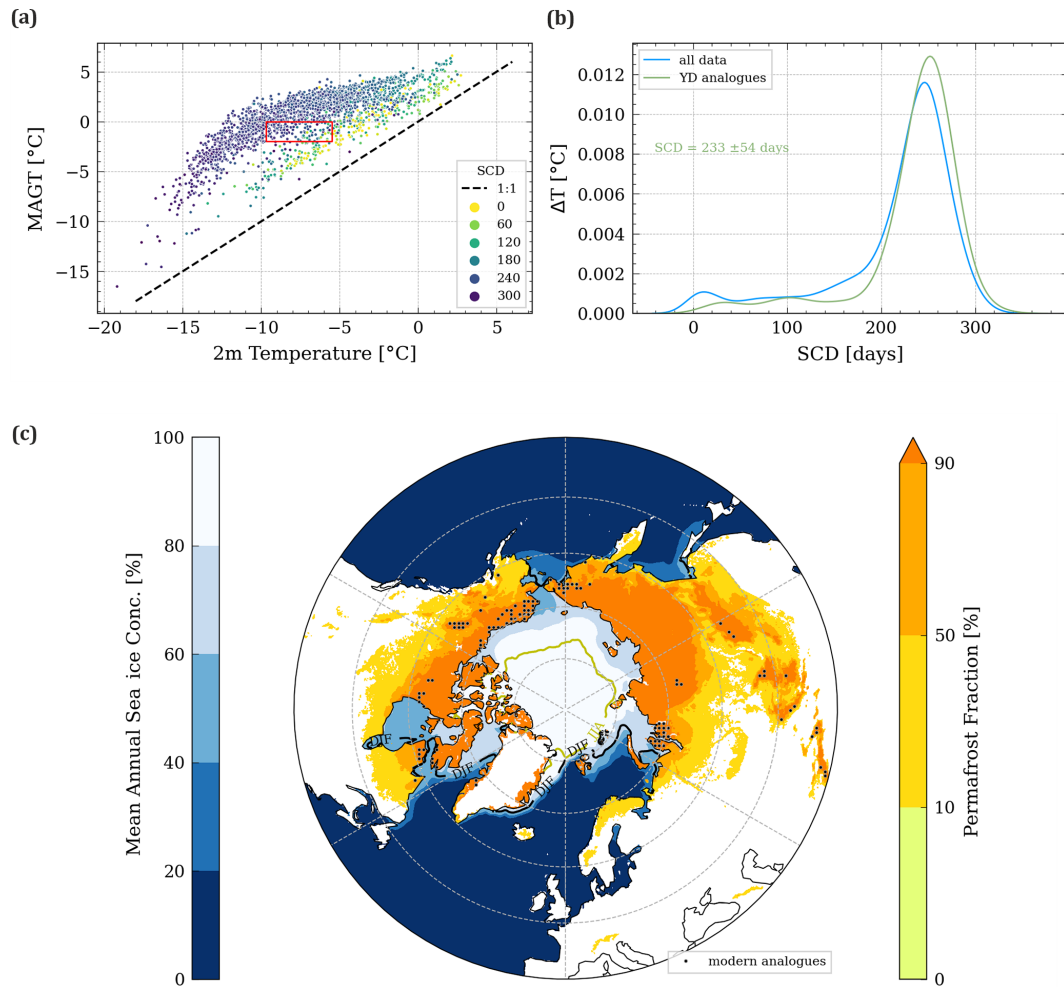 (a)
(b)
5
0
−5
−10
−15
MAGT [°C]
SCD
1:1
0
60
120
180
240
300
−20
−15
−10
−5
0
5
2m Temperature [°C]
0.012
0.010
0.008
0.006
0.004
0.002
0.000
ΔT [°C]
all data
YD analogues
SCD = 233 ±54 days
0
100
200
300
SCD [days]
(c)
100
80
60
40
20
0
Mean Annual Sea ice Conc. [%]
DIF
DIF
DIF
DIF
modern analogues
90
50
10
0
Permafrost Fraction [%]